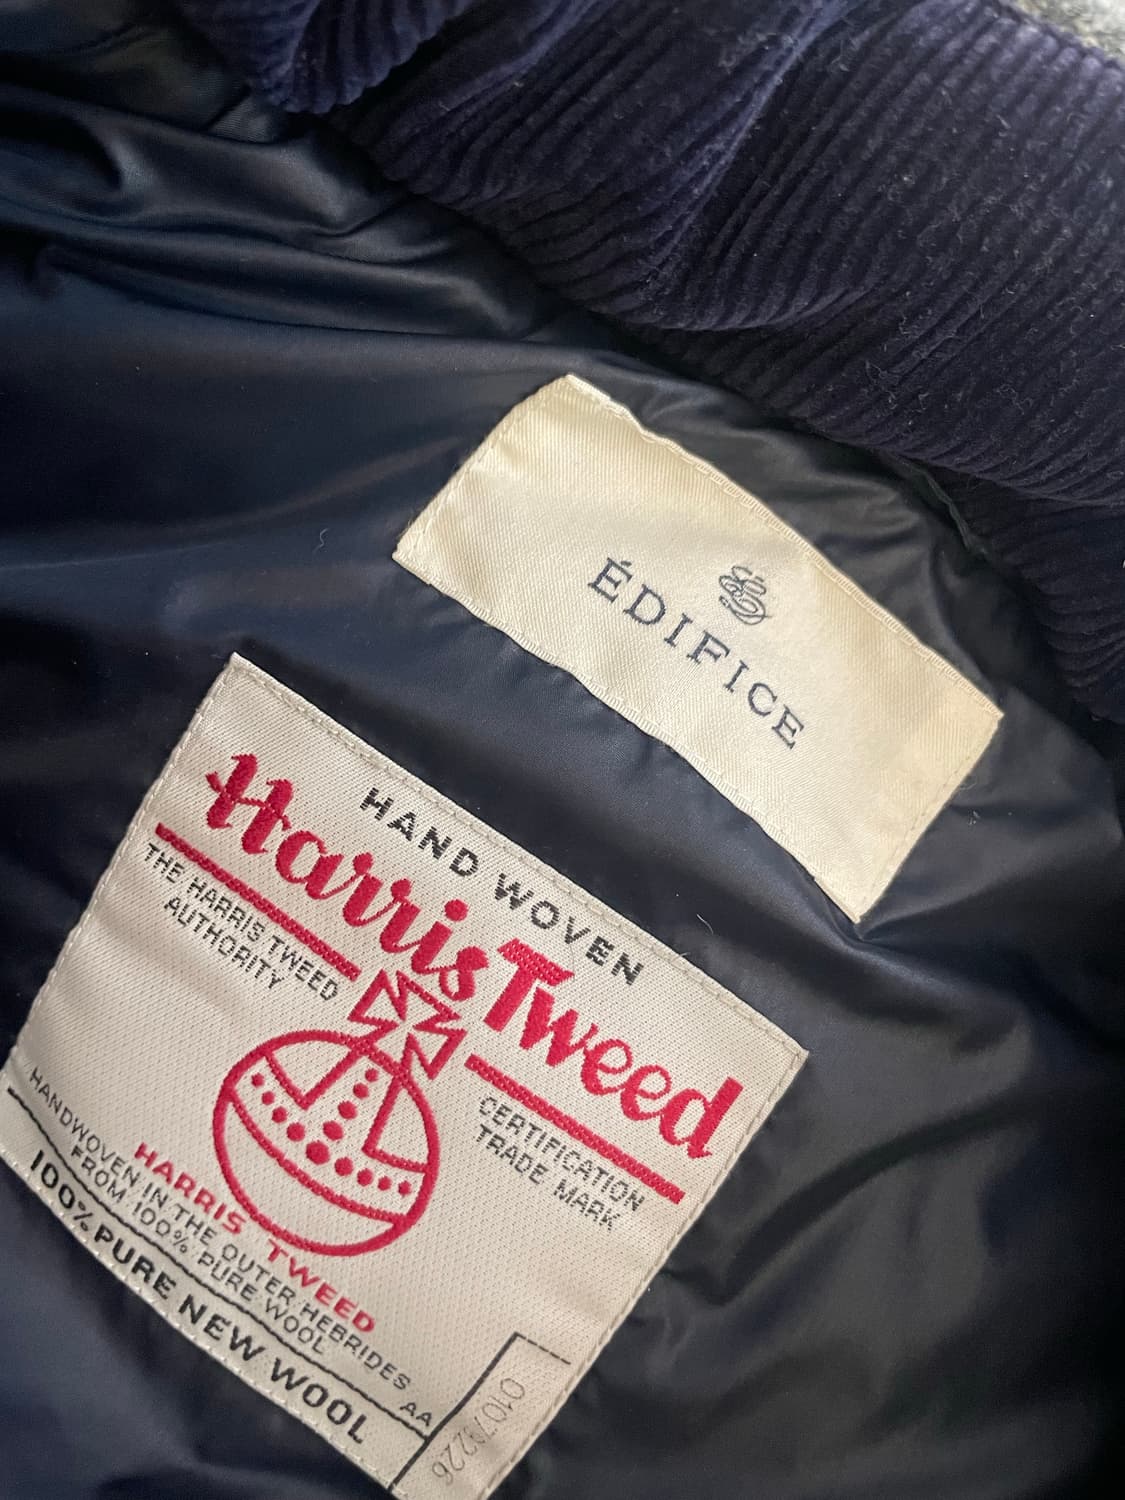 ÉDIFICE
HAND WOVEN
Harris Tweed
THE HARRIS TWEED
AUTHORITY
CERTIFICATION
TRADE MARK
HARRIS TWEED
HANDWOVEN IN THE OUTER HEBRIDES
FROM 100% PURE WOOL
AA
100% PURE NEW WOOL